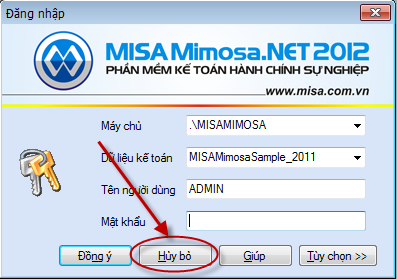 Đăng nhập
MISA Mimosa.NET 2012
PHẦN MỀM KẾ TOÁN HÀNH CHÍNH SỰ NGHIỆP
www.misa.com.vn
Máy chủ .\MISAMIMOSA
Dữ liệu kế toán MISAMimosaSample_2011
Tên người dùng ADMIN
Mật khẩu
Đồng ý Hủy bỏ Giúp Tùy chọn >>